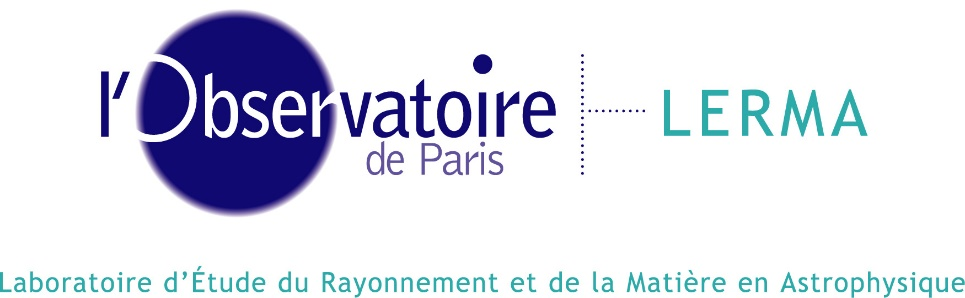 l'Observatoire
de Paris
LERMA
Laboratoire d'Étude du Rayonnement et de la Matière en Astrophysique